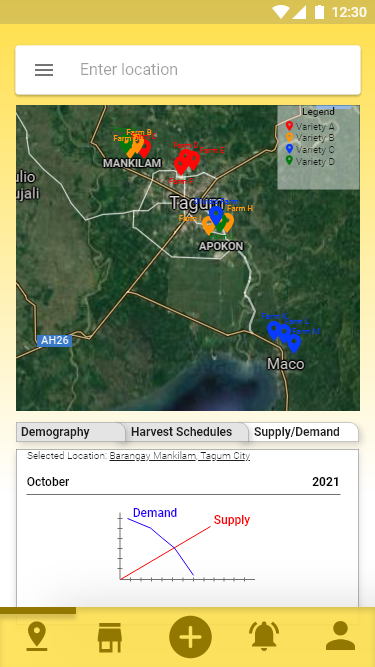 12:30
Enter location
Legend
Variety A
Variety B
Variety C
Variety D
Farm B
MANKILAM
ulio
ujali
Tagum
Farm H
APOKON
AH26
Maco
Demography
Harvest Schedules
Supply/Demand
Selected Location: Barangay Mankilam, Tagum City
October
2021
Demand
Supply